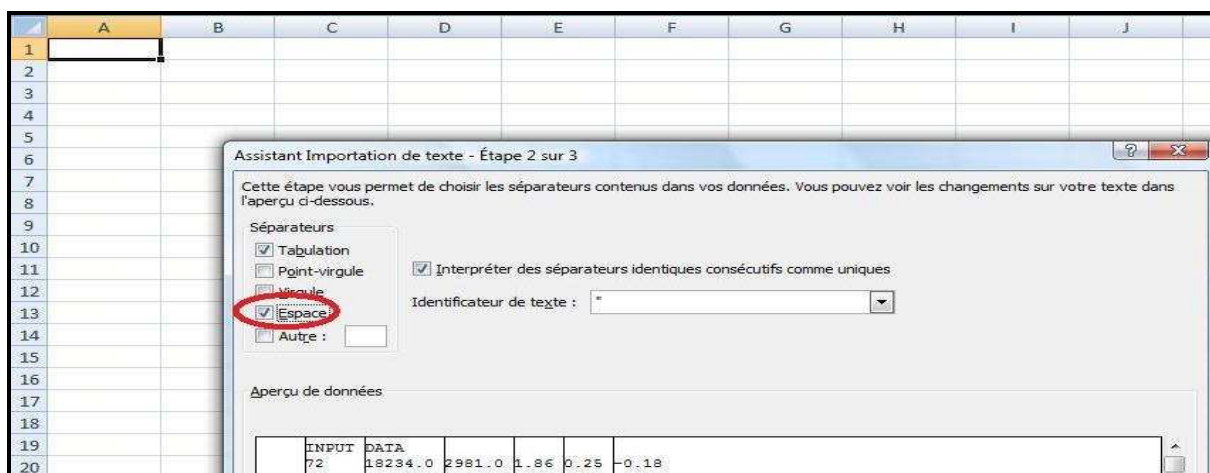 A B C D E F G H I J
1
2
3
4
5
6
7
8
9
10
11
12
13
14
15
16
17
18
19
20
Assistant Importation de texte - Étape 2 sur 3
Cette étape vous permet de choisir les séparateurs contenus dans vos données. Vous pouvez voir les changements sur votre texte dans
l'aperçu ci-dessous.
Séparateurs
Tabulation
Point-virgule
Virgule
Espace
Autre :
Interpréter des séparateurs identiques consécutifs comme uniques
Identificateur de texte : "
Aperçu de données
INPUT DATA
72 18234.0 2981.0 1.86 0.25 -0.18